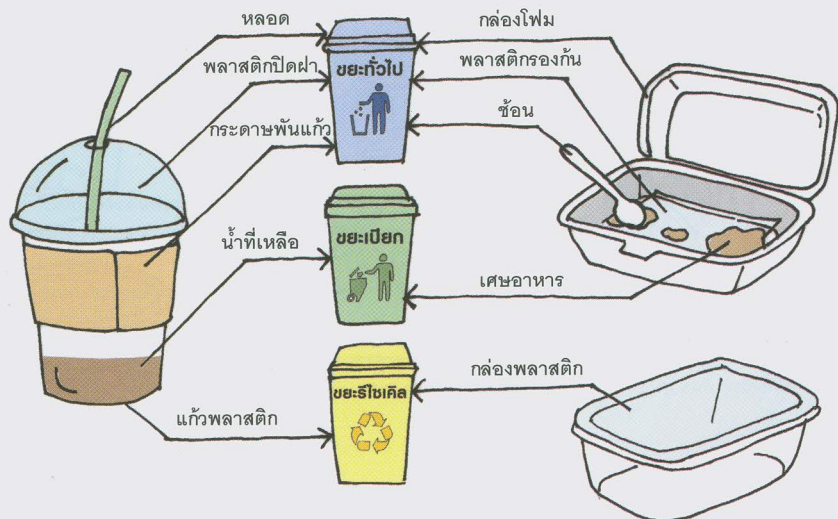 หลอด
กล่องโฟม
พลาสติกปิดฝา
ขยะทั่วไป
พลาสติกรองก้น
กระดาษพันแก้ว
ช้อน
น้ำที่เหลือ
ขยะเปียก
เศษอาหาร
กล่องพลาสติก
ขยะรีไซเคิล
แก้วพลาสติก